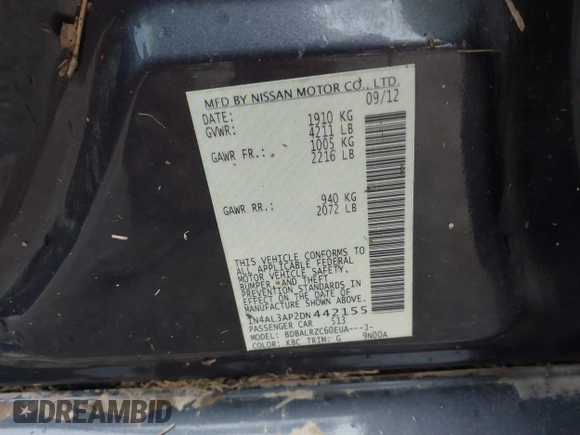 MFD BY NISSAN MOTOR CO., LTD.
DATE: 09/12
GVWR: 1910 KG
4211 LB
GAWR FR.: 1005 KG
2216 LB
GAWR RR.: 940 KG
2072 LB
THIS VEHICLE CONFORMS TO
ALL APPLICABLE FEDERAL
MOTOR VEHICLE SAFETY,
BUMPER, AND THEFT
PREVENTION STANDARDS IN
EFFECT ON THE DATE OF
MANUFACTURE SHOWN ABOVE.
1N4AL3AP2DN442155
PASSENGER CAR 513
MODEL: BDBALRZC60EUA---J-
COLOR: KBC TRIM: G 9N00A
DREAMBID